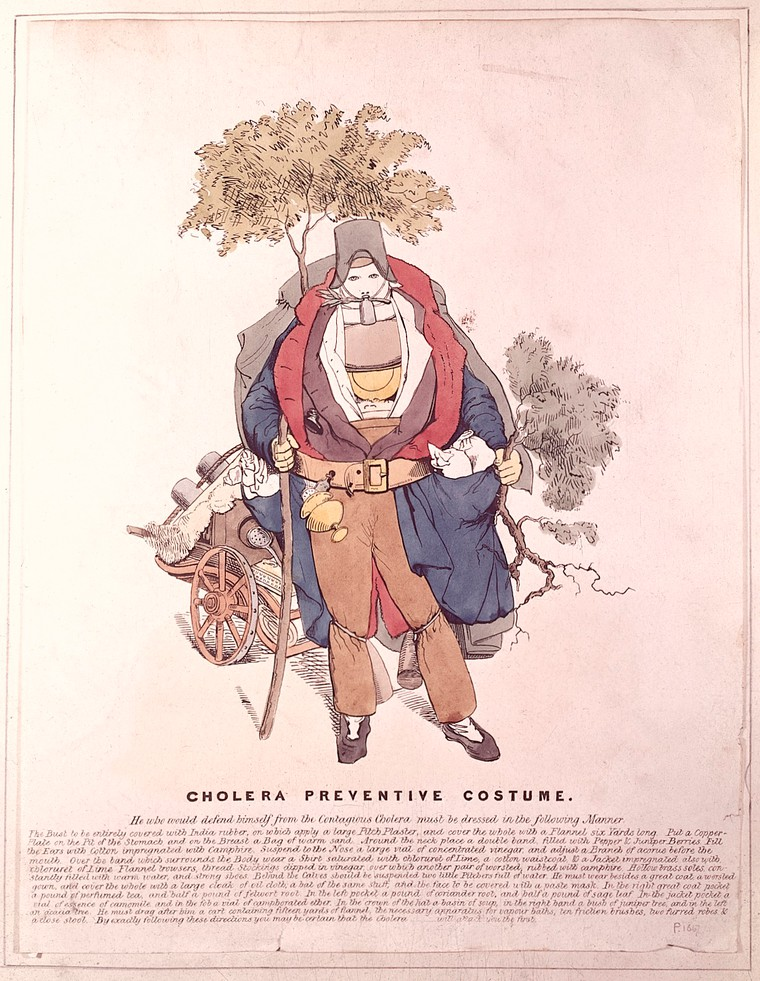 CHOLERA PREVENTIVE COSTUME.
He who would defend himself from the Contagious Cholera must be dressed in the following Manner.
The Bust to be entirely covered with India rubber, on which apply a large Pitch Plaster, and cover the whole with a Flannel six Yards long. Put a Copper-
Plate on the Pit of the Stomach and on the Breast a Bag of warm sand. Around the neck place a double band, filled with Pepper & Juniper Berries Fill
the Ears with Cotton impregnated with Camphire. Suspend to the Nose a large vial of concentrated vinegar, and adjust a Branch of acorus before the
mouth. Over the band which surrounds the Body wear a Shirt saturated with chloruret of Lime, a cotton waistcoat, & a Jacket impregnated also with
chloruret of Lime Flannel trowsers, thread Stockings dipped in vinegar, over which another pair of worsted, rubbed with camphire. Hollow brass soles, con-
stantly filled with warm water, and strong shoes. Behind the Calves should be suspended two little Pitchers full of water. He must wear besides a great coat, a worsted
gown, and cover the whole with a large cloak of oil cloth, a hat of the same stuff, and the face to be covered with a paste mask. In the right great coat pocket
a pound of perfumed tea, and half a pound of felwort root. In the left pocket a pound of coriander root, and half a pound of sage leaf. In the jacket pocket a
vial of essence of camomile and in the fob a vial of camphorated ether. In the crown of the hat a basin of soup, in the right hand a bush of juniper tree, and in the left
an acacia tree. He must drag after him a cart containing fifteen yards of flannel, the necessary apparatus for vapour baths, ten friction brushes, two furred robes &
a close stool. By exactly following these directions you may be certain that the Cholera will attack you the first.